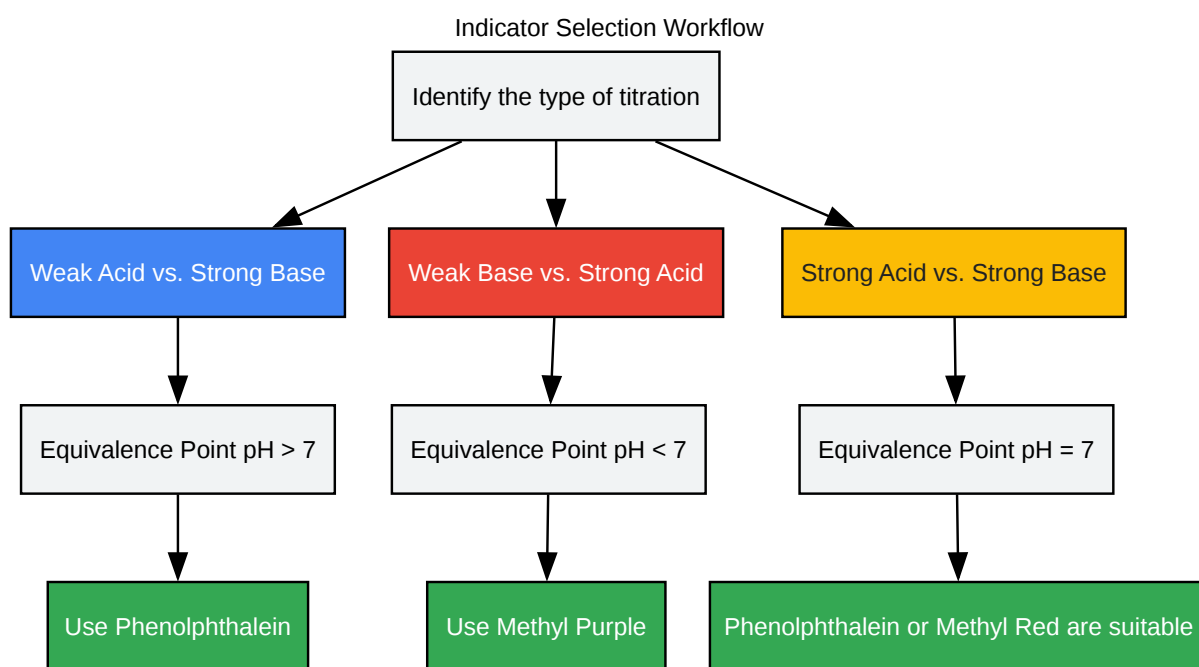 Indicator Selection Workflow
Identify the type of titration
Weak Acid vs. Strong Base
Weak Base vs. Strong Acid
Strong Acid vs. Strong Base
Equivalence Point pH > 7
Equivalence Point pH < 7
Equivalence Point pH = 7
Use Phenolphthalein
Use Methyl Purple
Phenolphthalein or Methyl Red are suitable